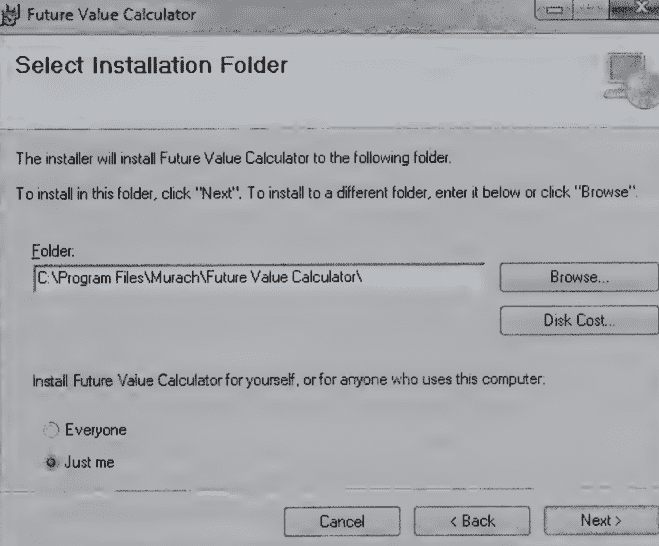 Future Value Calculator
Select Installation Folder
The installer will install Future Value Calculator to the following folder.
To install in this folder, click "Next". To install to a different folder, enter it below or click "Browse".
Folder:
C:\Program Files\Murach\Future Value Calculator\
Browse...
Disk Cost...
Install Future Value Calculator for yourself, or for anyone who uses this computer:
Everyone
Just me
Cancel
< Back
Next >